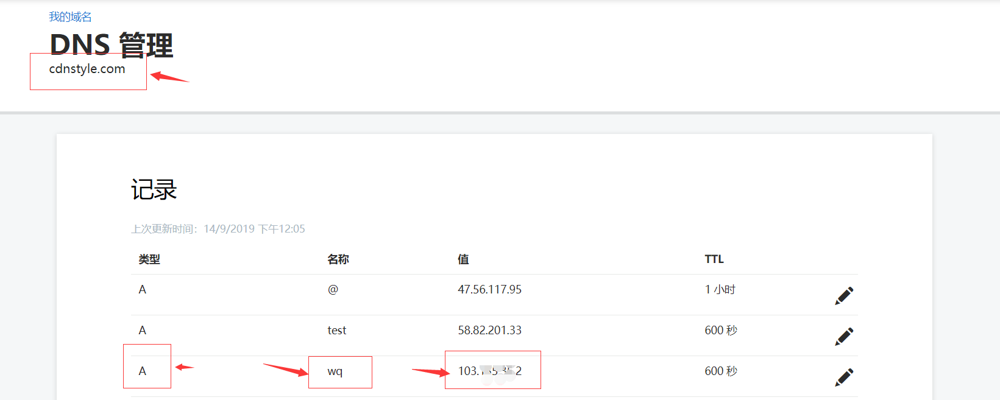 我的域名
DNS 管理
cdnstyle.com
记录
上次更新时间：14/9/2019 下午12:05
类型 名称 值 TTL
A @ 47.56.117.95 1 小时
A test 58.82.201.33 600 秒
A wq 600 秒